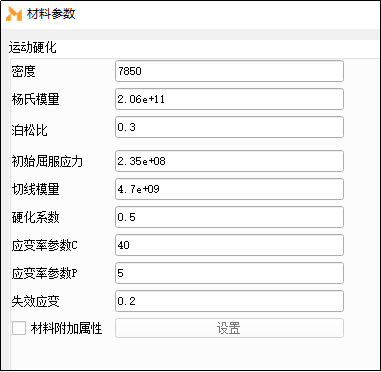 材料参数
运动硬化
密度 7850
杨氏模量 2.06e+11
泊松比 0.3
初始屈服应力 2.35e+08
切线模量 4.7e+09
硬化系数 0.5
应变率参数C 40
应变率参数P 5
失效应变 0.2
材料附加属性 设置